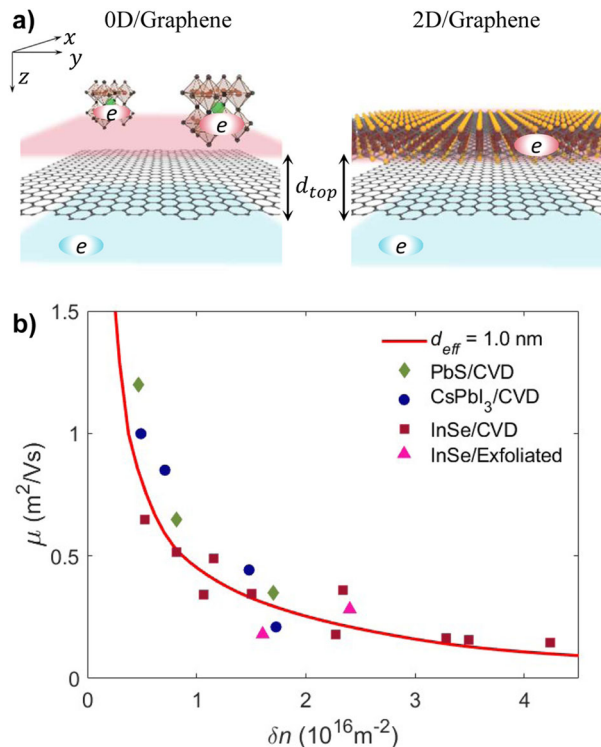 a)
0D/Graphene
2D/Graphene
x
y
z
e
e
e
d_top
e
e
b)
1.5
1
0.5
0
μ (m²/Vs)
d_eff = 1.0 nm
PbS/CVD
CsPbI₃/CVD
InSe/CVD
InSe/Exfoliated
0
1
2
3
4
δn (10¹⁶m⁻²)